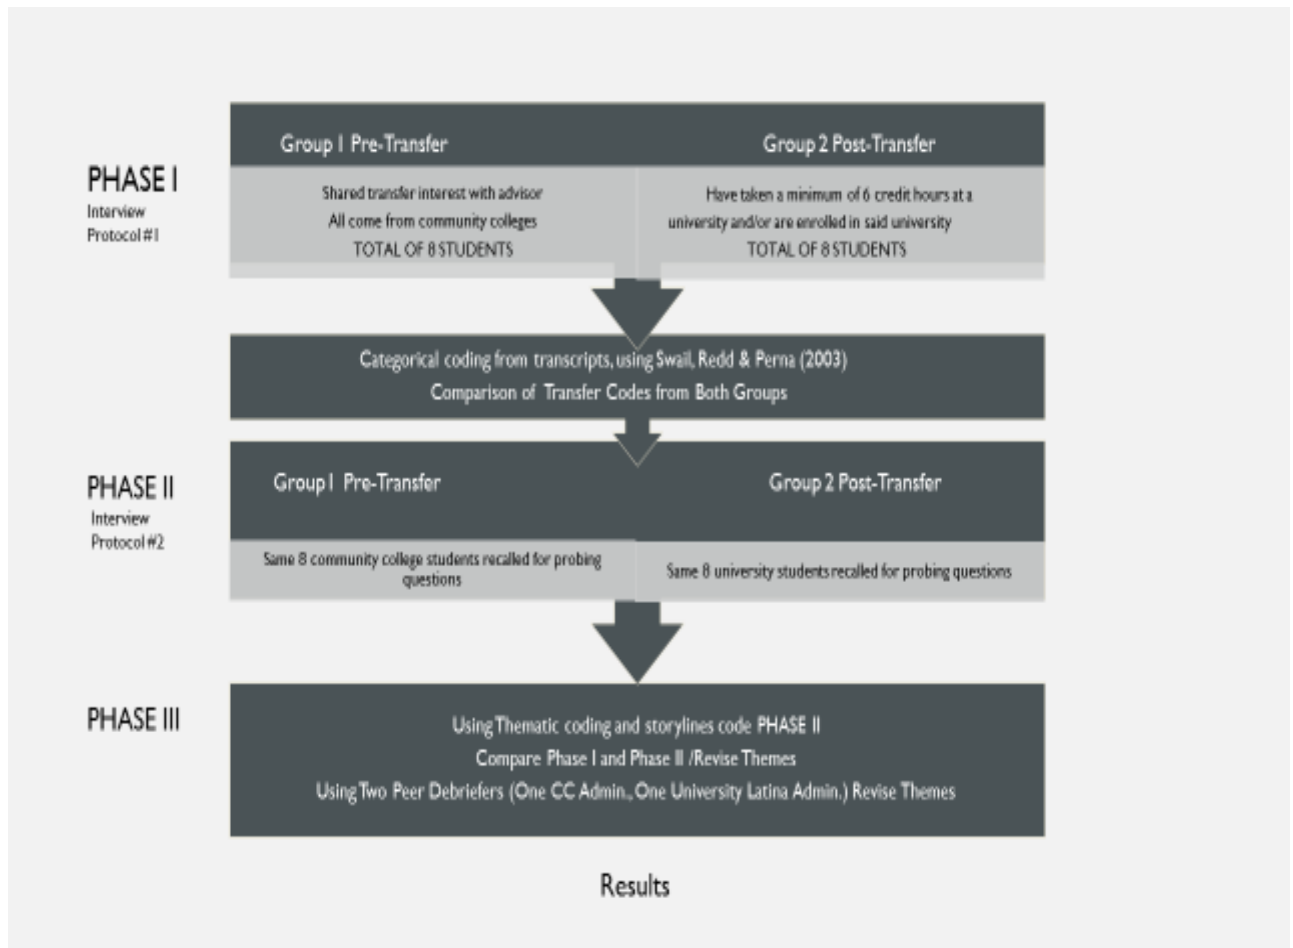 PHASE I
Interview
Protocol #1
Group 1 Pre-Transfer
Group 2 Post-Transfer
Shared transfer interest with advisor
All come from community colleges
TOTAL OF 8 STUDENTS
Have taken a minimum of 6 credit hours at a
university and/or are enrolled in said university
TOTAL OF 8 STUDENTS
Categorical coding from transcripts, using Swail, Redd & Perna (2003)
Comparison of Transfer Codes from Both Groups
PHASE II
Interview
Protocol #2
Group 1 Pre-Transfer
Group 2 Post-Transfer
Same 8 community college students recalled for probing
questions
Same 8 university students recalled for probing questions
PHASE III
Using Thematic coding and storylines code PHASE II
Compare Phase I and Phase II /Revise Themes
Using Two Peer Debriefers (One CC Admin., One University Latina Admin.) Revise Themes
Results